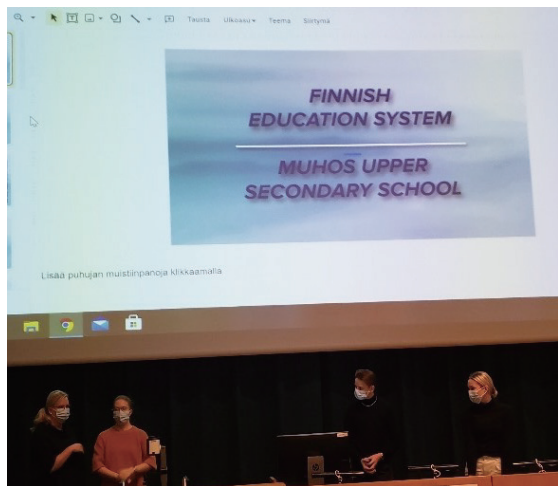 Tausta Ulkoasu Teema Siirtymä
FINNISH
EDUCATION SYSTEM
MUHOS UPPER
SECONDARY SCHOOL
Lisää puhujan muistiinpanoja klikkaamalla